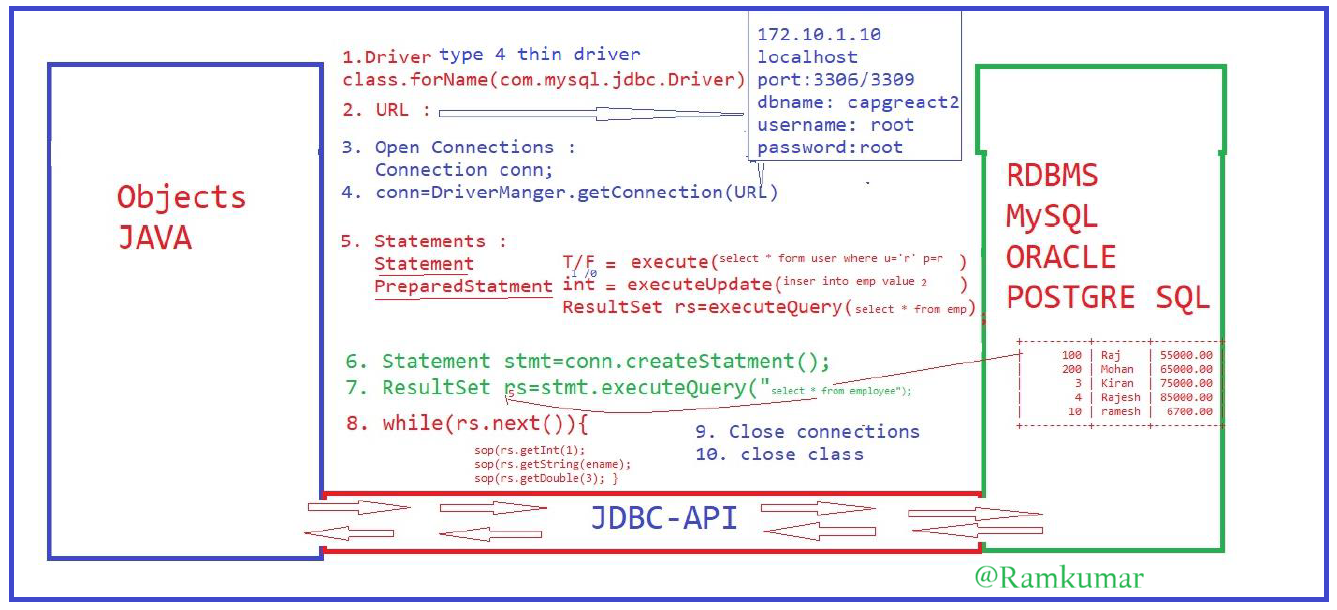 Objects
JAVA
1.Driver type 4 thin driver
class.forName(com.mysql.jdbc.Driver)
2. URL :
172.10.1.10
localhost
port:3306/3309
dbname: capgreact2
username: root
password:root
3. Open Connections :
Connection conn;
4. conn=DriverManger.getConnection(URL)
5. Statements :
Statement
PreparedStatment
T/F = execute(select * form user where u='r' p=r )
1 /0
int = executeUpdate(inser into emp value 2 )
ResultSet rs=executeQuery(select * from emp);
6. Statement stmt=conn.createStatment();
7. ResultSet rs=stmt.executeQuery("select * from employee");
5
8. while(rs.next()){
sop(rs.getInt(1);
sop(rs.getString(ename);
sop(rs.getDouble(3); }
9. Close connections
10. close class
RDBMS
MySQL
ORACLE
POSTGRE SQL
+----------+--------+----------+
| 100 | Raj | 55000.00 |
| 200 | Mohan | 65000.00 |
| 3 | Kiran | 75000.00 |
| 4 | Rajesh | 85000.00 |
| 10 | ramesh | 6700.00 |
+----------+--------+----------+
JDBC-API
@Ramkumar